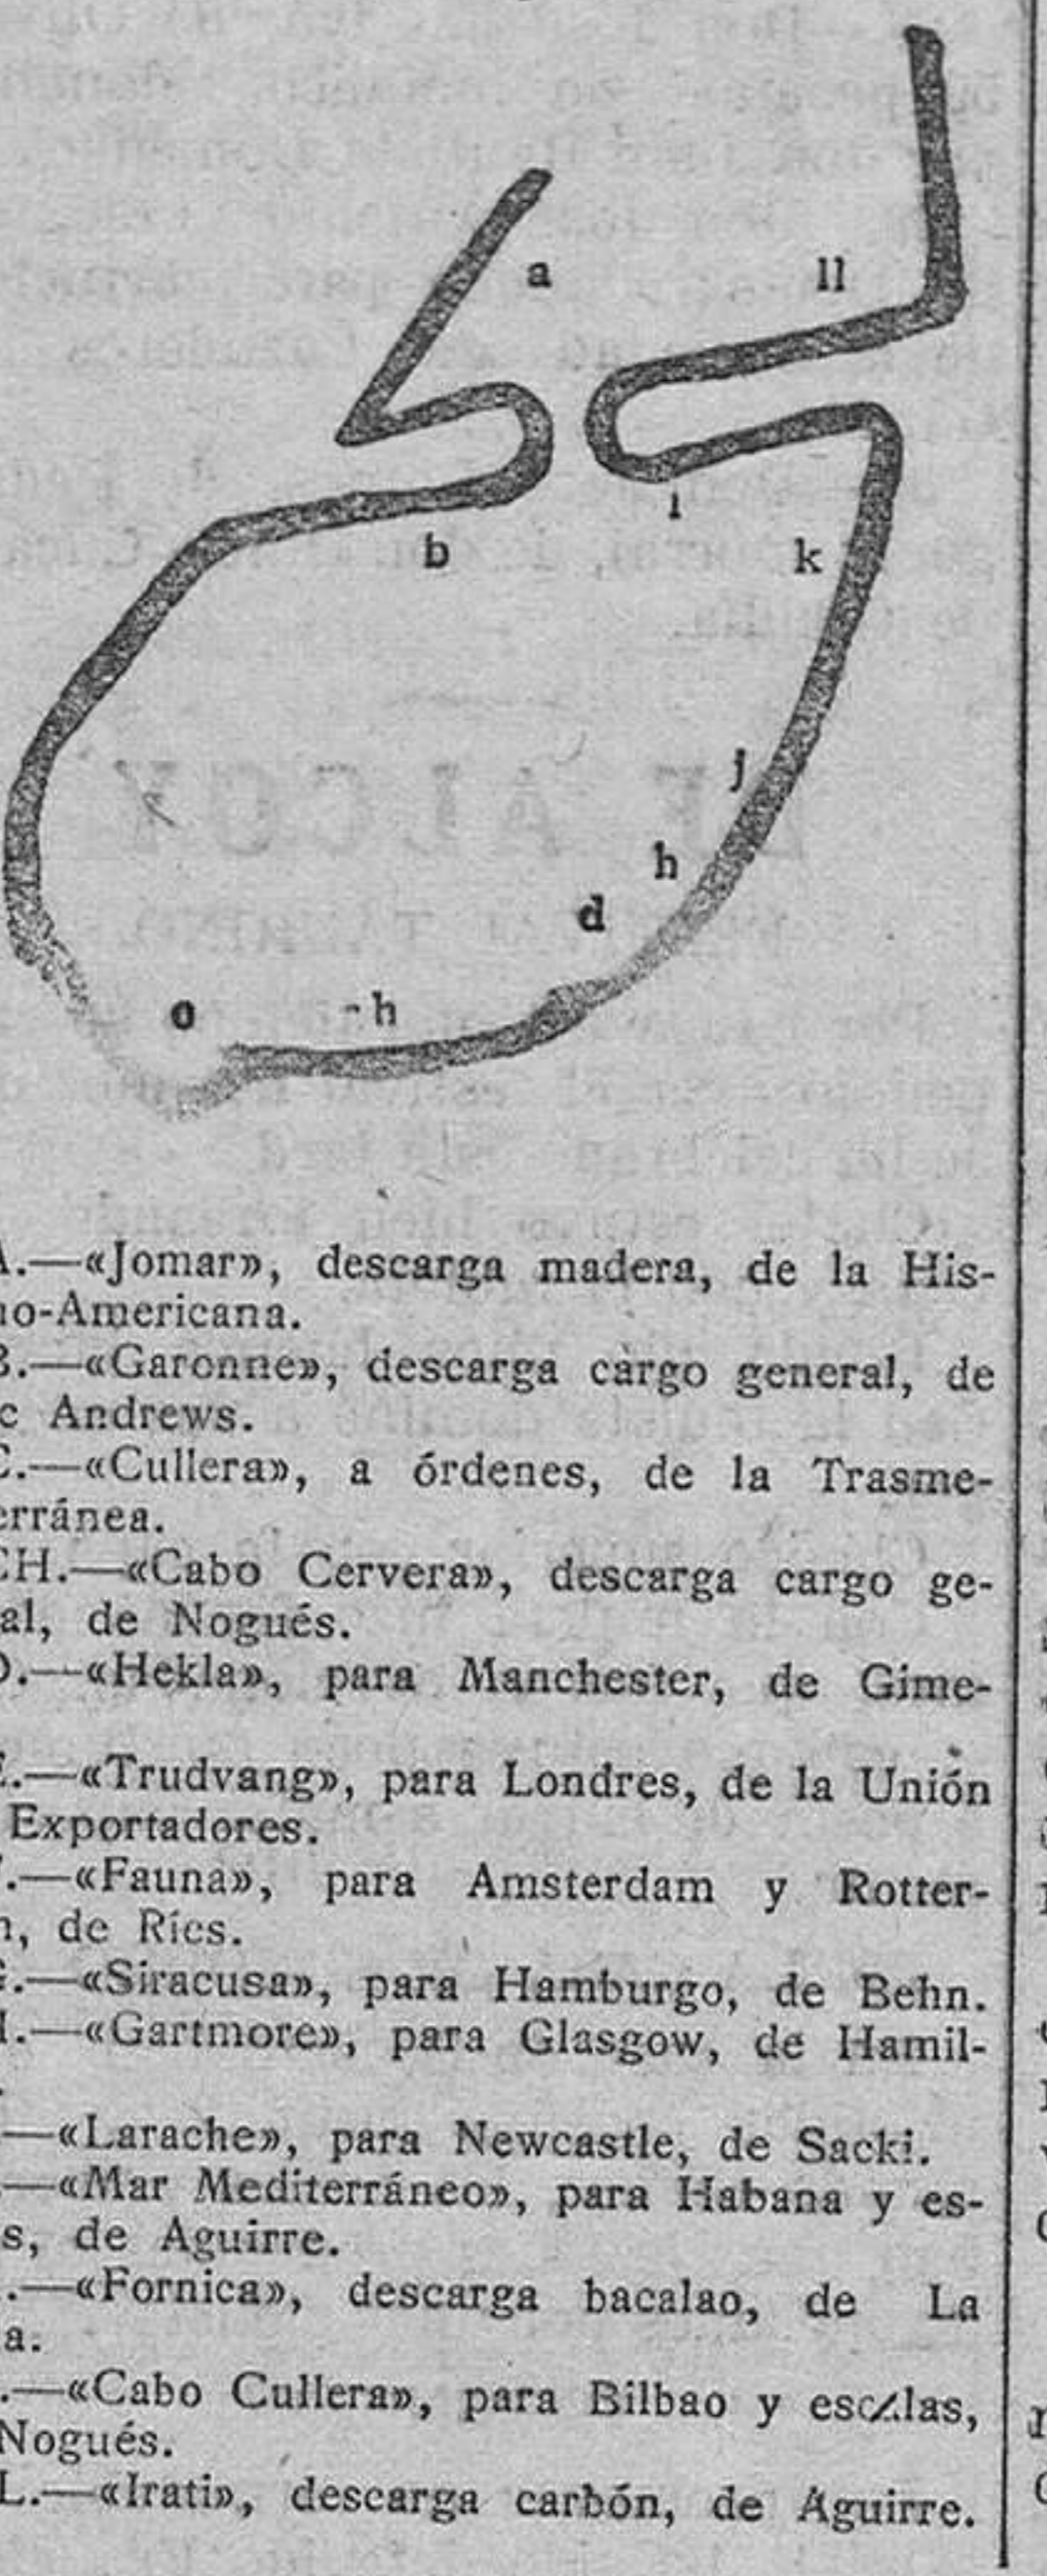 a
ll
l
b
k
j
h
d
o
-h
A.—«Jomar», descarga madera, de la His-
no-Americana.
B.—«Garonne», descarga cargo general, de
c Andrews.
C.—«Cullera», a órdenes, de la Trasme-
erránea.
CH.—«Cabo Cervera», descarga cargo ge-
al, de Nogués.
D.—«Hekla», para Manchester, de Gime-
E.—«Trudvang», para Londres, de la Unión
Exportadores.
F.—«Fauna», para Amsterdam y Rotter-
n, de Ríes.
G.—«Siracusa», para Hamburgo, de Behn.
H.—«Gartmore», para Glasgow, de Hamil-
.
—«Larache», para Newcastle, de Sacki.
.—«Mar Mediterráneo», para Habana y es-
s, de Aguirre.
.—«Fornica», descarga bacalao, de La
a.
.—«Cabo Cullera», para Bilbao y escalas,
Nogués.
L.—«Irati», descarga carbón, de Aguirre.